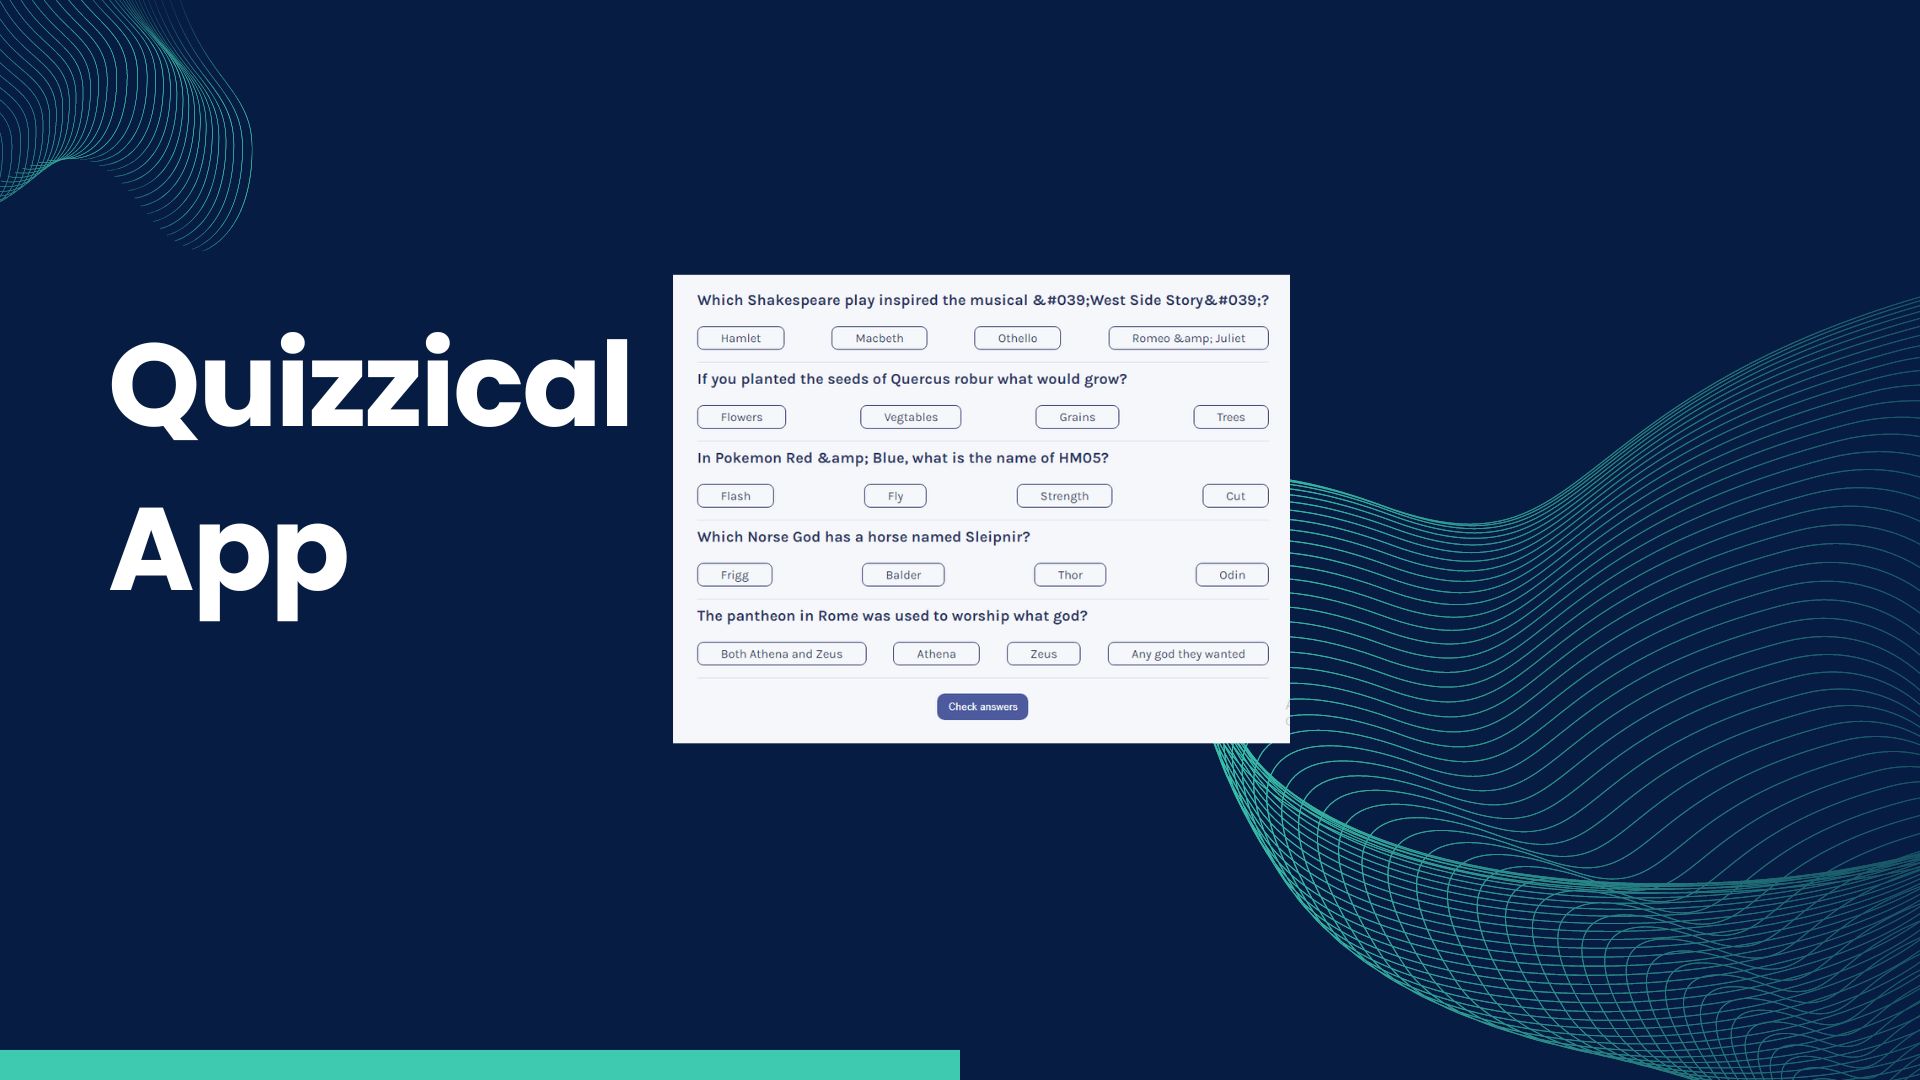 Quizzical
App
Which Shakespeare play inspired the musical &#039;West Side Story&#039;?
Hamlet Macbeth Othello Romeo &amp; Juliet
If you planted the seeds of Quercus robur what would grow?
Flowers Vegtables Grains Trees
In Pokemon Red &amp; Blue, what is the name of HM05?
Flash Fly Strength Cut
Which Norse God has a horse named Sleipnir?
Frigg Balder Thor Odin
The pantheon in Rome was used to worship what god?
Both Athena and Zeus Athena Zeus Any god they wanted
Check answers